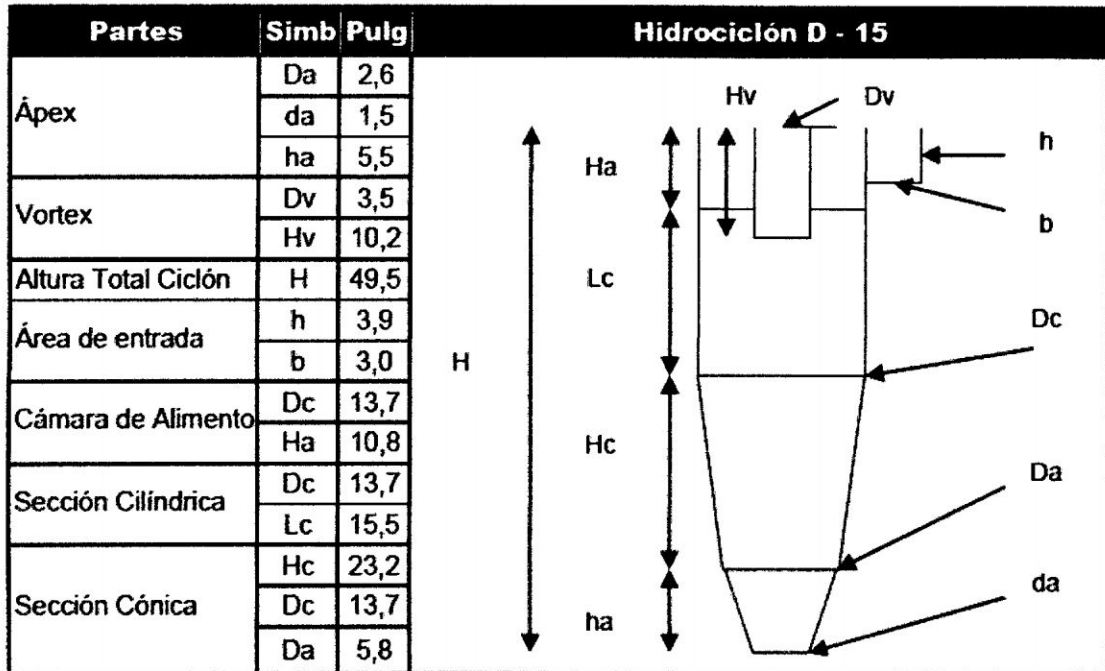 Partes Simb Pulg Hidrociclón D - 15
Ápex Da 2,6
da 1,5
ha 5,5
Vortex Dv 3,5
Hv 10,2
Altura Total Ciclón H 49,5
Área de entrada h 3,9
b 3,0
Cámara de Alimento Dc 13,7
Ha 10,8
Sección Cilíndrica Dc 13,7
Lc 15,5
Sección Cónica Hc 23,2
Dc 13,7
Da 5,8
Hv Dv
Ha h
b
Lc
Dc
H
Hc
Da
da
ha